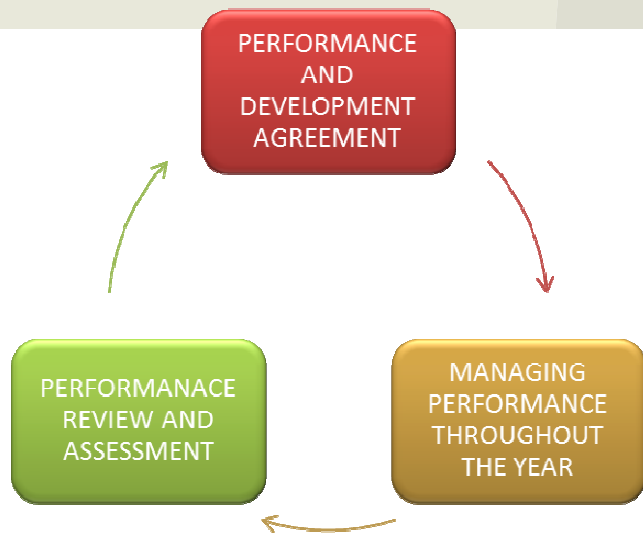 PERFORMANCE
AND
DEVELOPMENT
AGREEMENT
MANAGING
PERFORMANCE
THROUGHOUT
THE YEAR
PERFORMANACE
REVIEW AND
ASSESSMENT